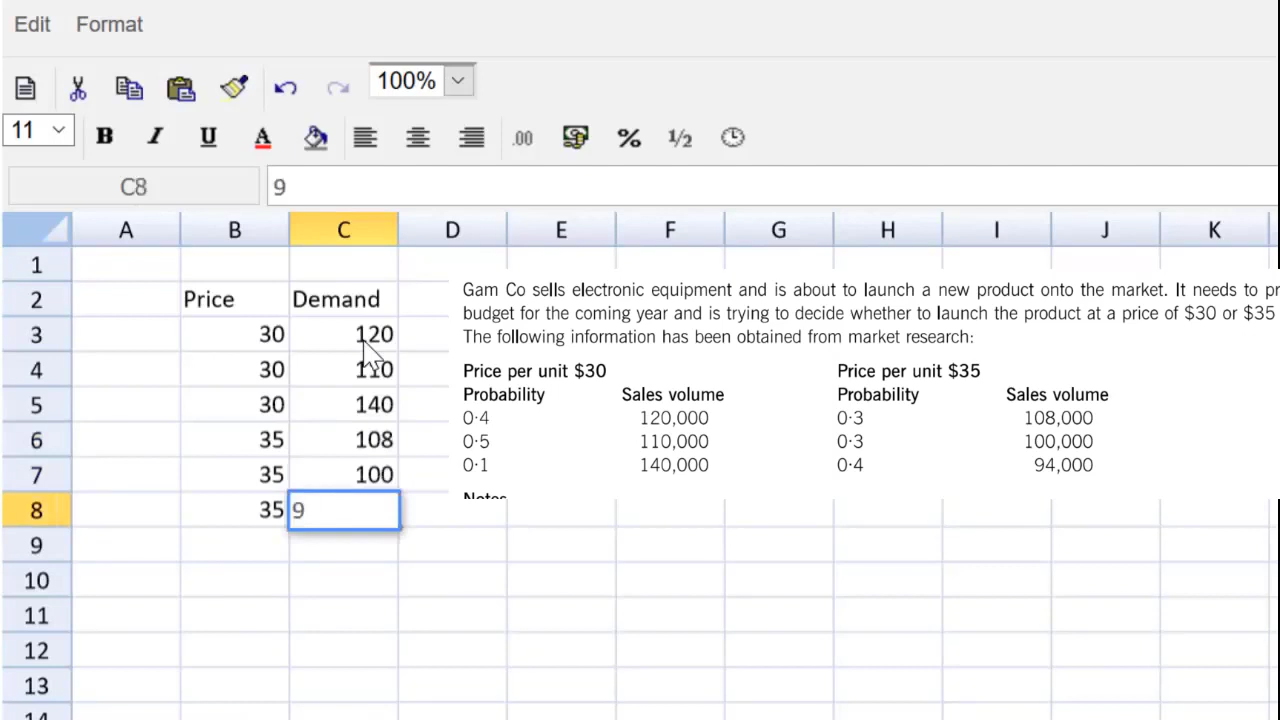 Edit Format
100%
11 B I U A .00 % 1/2
C8 9
A B C D E F G H I J K
1
2 Price Demand
3 30 120
4 30 110
5 30 140
6 35 108
7 35 100
8 35 9
9
10
11
12
13
14
Gam Co sells electronic equipment and is about to launch a new product onto the market. It needs to pr
budget for the coming year and is trying to decide whether to launch the product at a price of $30 or $35
The following information has been obtained from market research:
Price per unit $30 Price per unit $35
Probability Sales volume Probability Sales volume
0·4 120,000 0·3 108,000
0·5 110,000 0·3 100,000
0·1 140,000 0·4 94,000
Notes